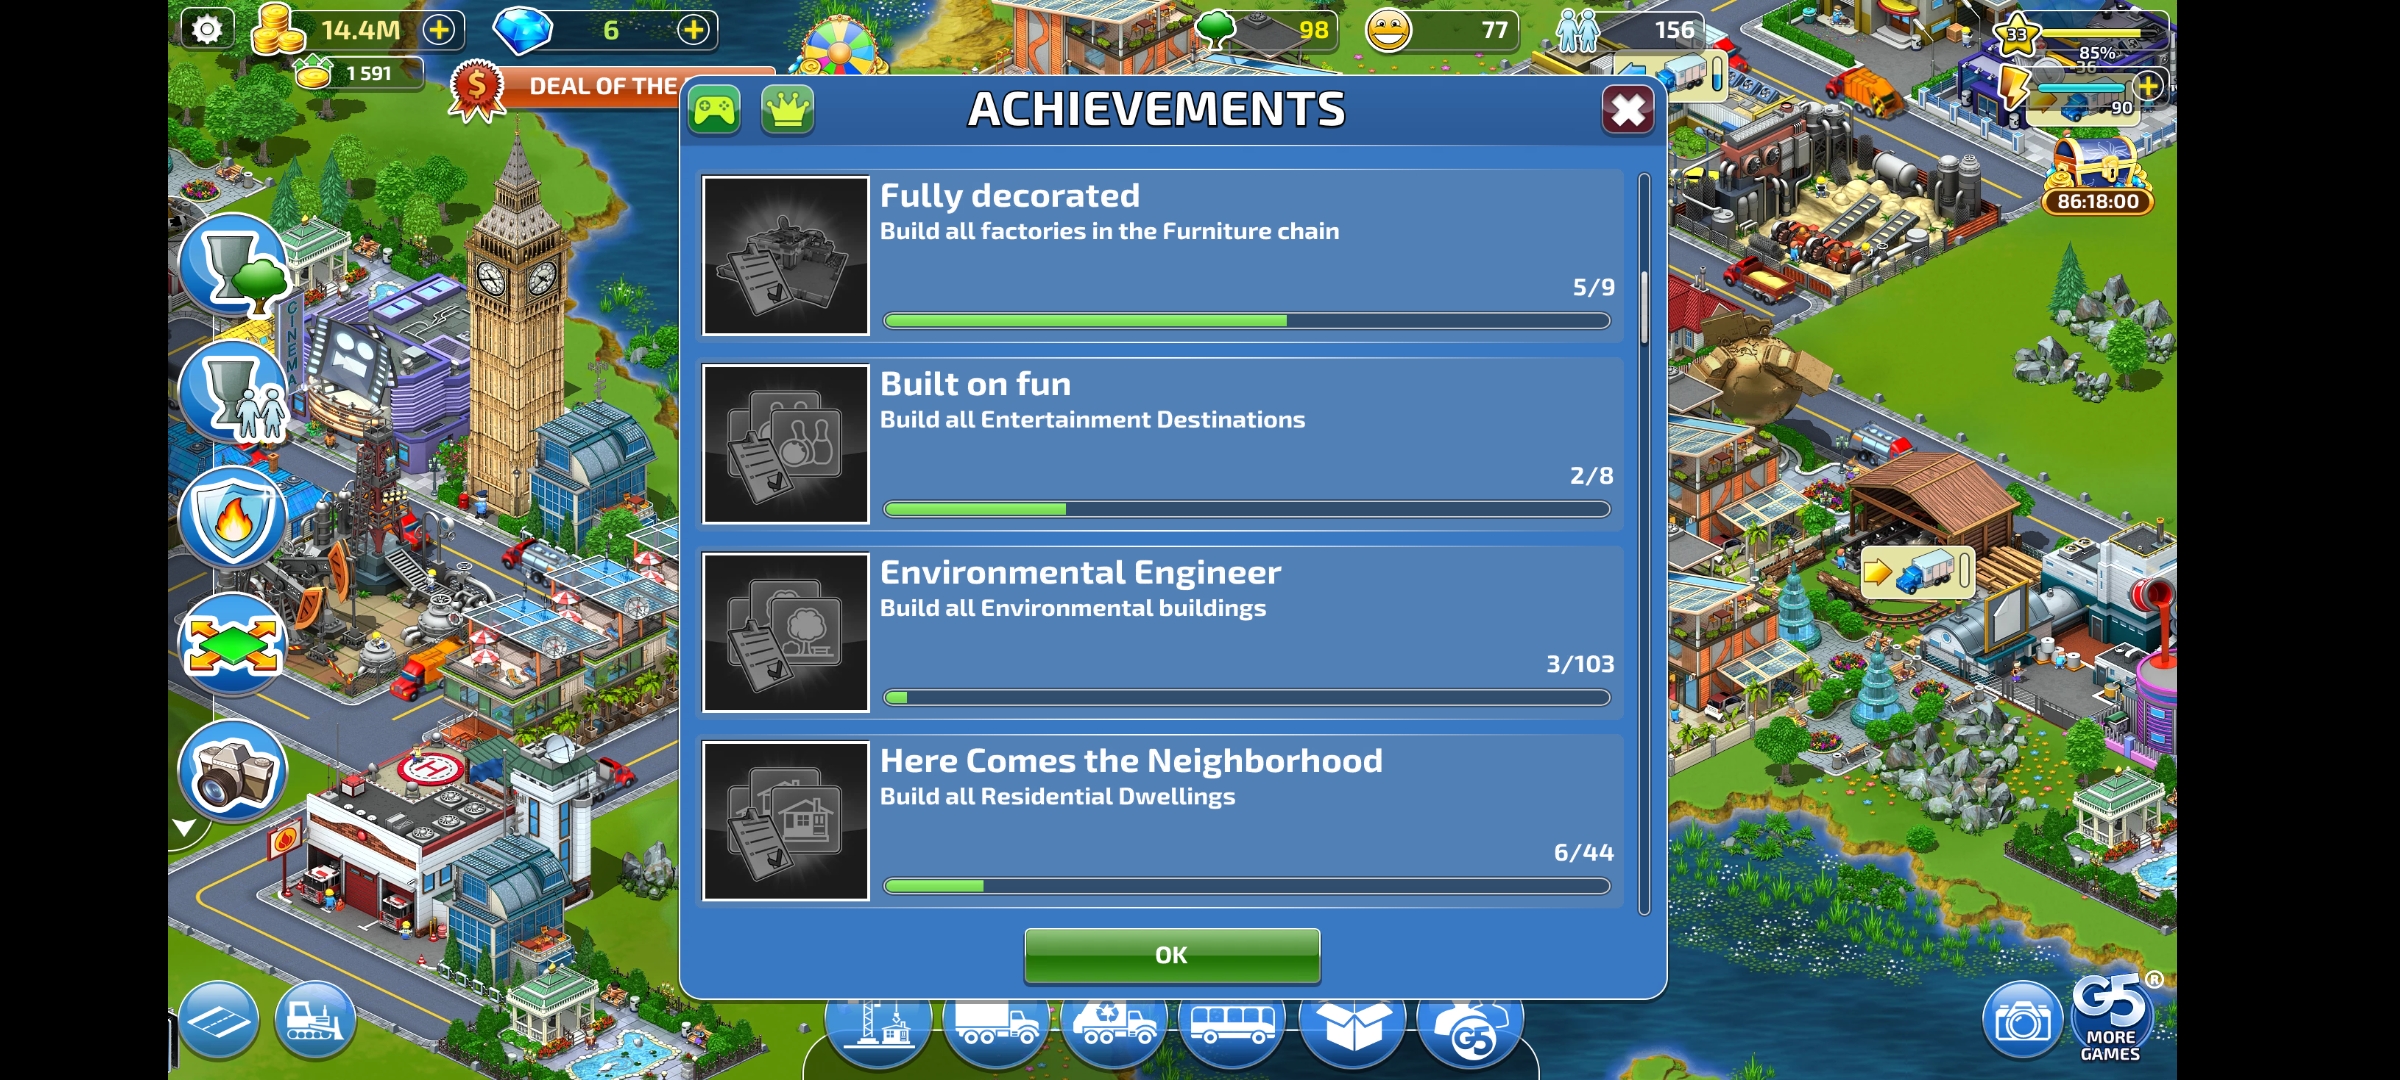 14.4M
6
98
77
156
33
85%
1 591
DEAL OF THE
90
86:18:00
ACHIEVEMENTS
Fully decorated
Build all factories in the Furniture chain
5/9
Built on fun
Build all Entertainment Destinations
2/8
Environmental Engineer
Build all Environmental buildings
3/103
Here Comes the Neighborhood
Build all Residential Dwellings
6/44
OK
CINEMA
H
G5
G5®
MORE
GAMES